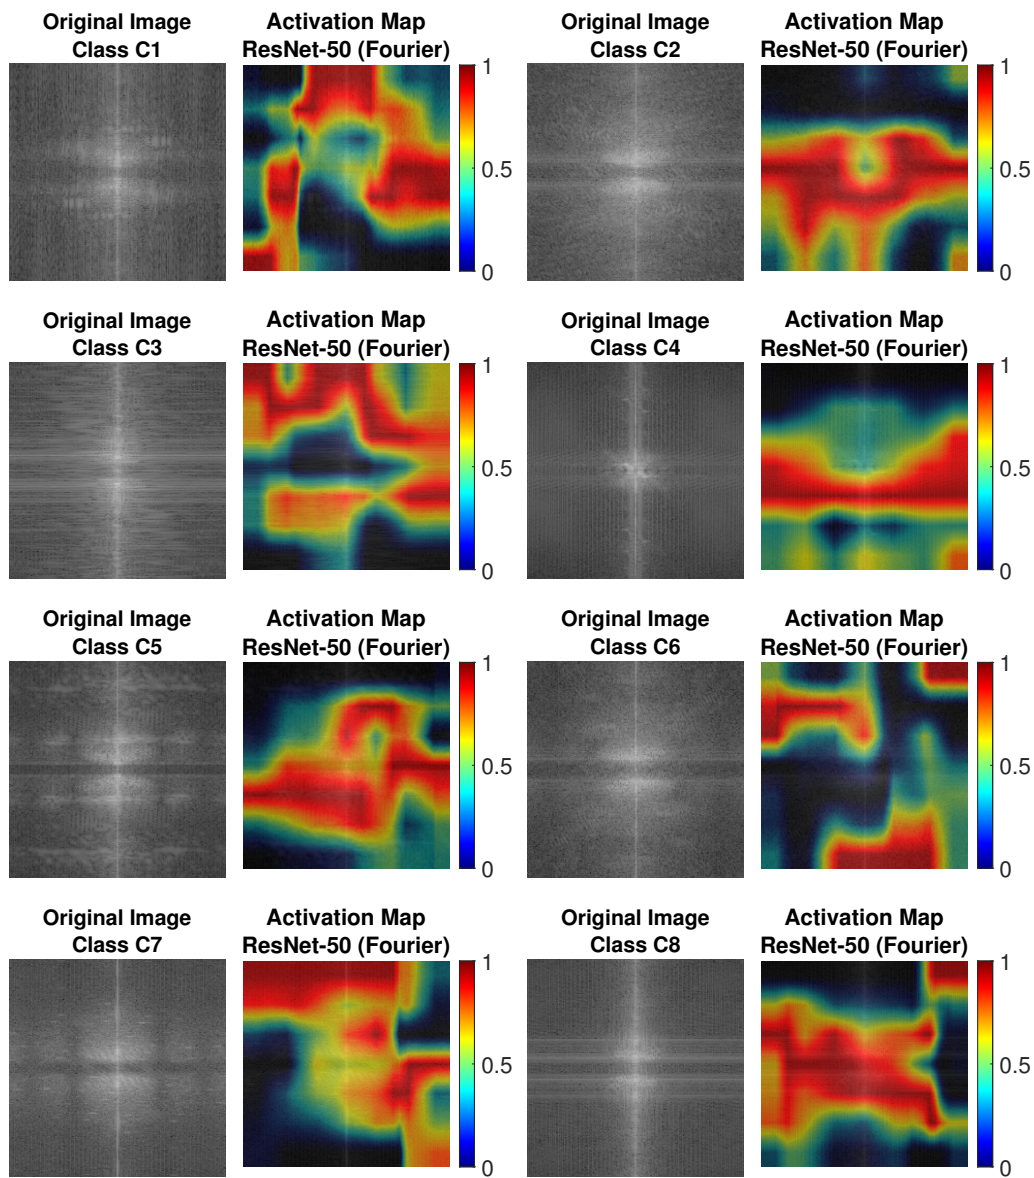 Original Image
Class C1
Activation Map
ResNet-50 (Fourier)
1
0.5
0
Original Image
Class C2
Activation Map
ResNet-50 (Fourier)
1
0.5
0
Original Image
Class C3
Activation Map
ResNet-50 (Fourier)
1
0.5
0
Original Image
Class C4
Activation Map
ResNet-50 (Fourier)
1
0.5
0
Original Image
Class C5
Activation Map
ResNet-50 (Fourier)
1
0.5
0
Original Image
Class C6
Activation Map
ResNet-50 (Fourier)
1
0.5
0
Original Image
Class C7
Activation Map
ResNet-50 (Fourier)
1
0.5
0
Original Image
Class C8
Activation Map
ResNet-50 (Fourier)
1
0.5
0